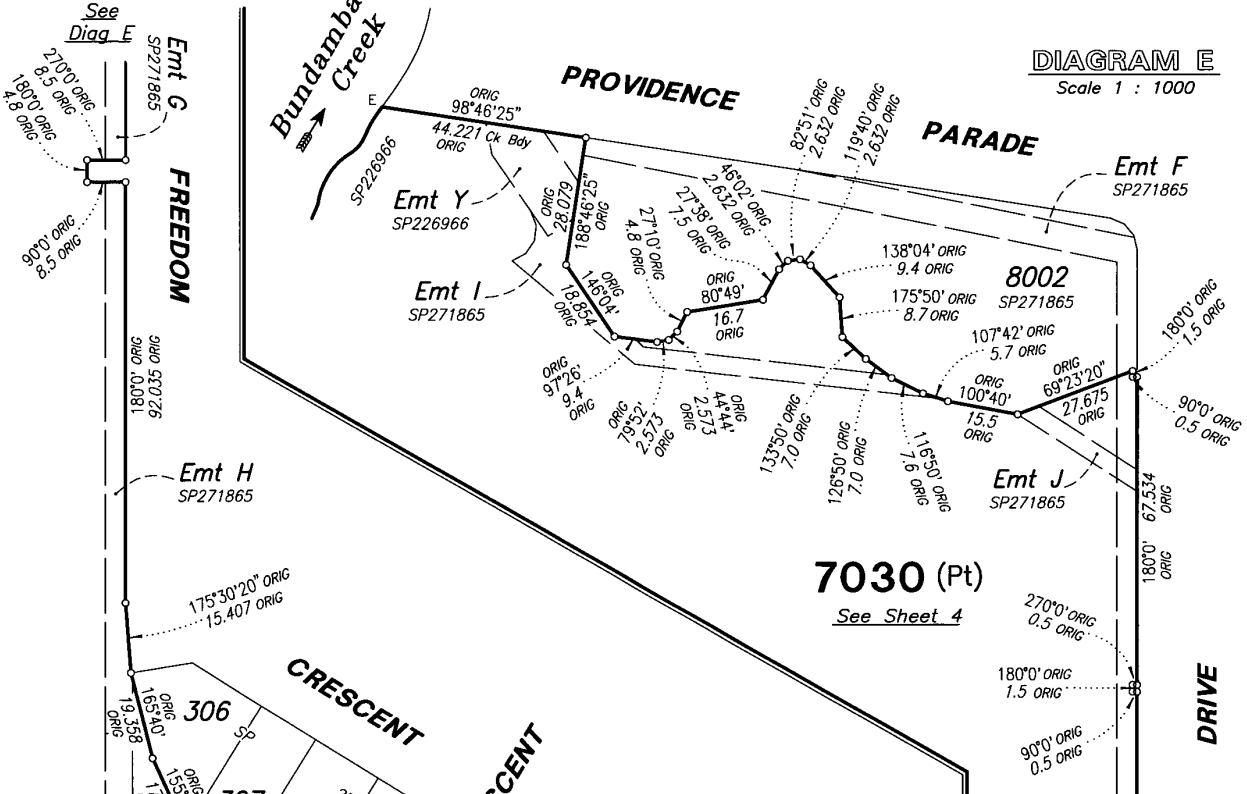 See
Diag E
Emt G
SP271865
270°0' ORIG
8.5 ORIG
180°0' ORIG
4.8 ORIG
90°0' ORIG
8.5 ORIG
FREEDOM
180°0' ORIG
92.035 ORIG
Emt H
SP271865
175°30'20" ORIG
15.407 ORIG
ORIG
165°40'
19.358
ORIG
306
SP
ORIG
155°
CRESCENT
Bundamba
Creek
E
SP226966
ORIG
98°46'25"
44.221 Ck Bdy
ORIG
PROVIDENCE
PARADE
DIAGRAM E
Scale 1 : 1000
Emt Y
SP226966
ORIG
28.079
188°46'25"
ORIG
Emt I
SP271865
ORIG
146°04'
18.854
ORIG
27°10' ORIG
4.8 ORIG
27°38' ORIG
7.5 ORIG
46°02' ORIG
2.632 ORIG
82°51' ORIG
2.632 ORIG
119°40' ORIG
2.632 ORIG
ORIG
80°49'
16.7
ORIG
138°04' ORIG
9.4 ORIG
175°50' ORIG
8.7 ORIG
8002
SP271865
Emt F
SP271865
107°42' ORIG
5.7 ORIG
180°0' ORIG
1.5 ORIG
ORIG
69°23'20"
27.675
ORIG
90°0' ORIG
0.5 ORIG
ORIG
97°26'
9.4
ORIG
ORIG
79°52'
2.573
ORIG
ORIG
44°44'
2.573
ORIG
133°50' ORIG
7.0 ORIG
126°50' ORIG
7.0 ORIG
116°50' ORIG
7.6 ORIG
ORIG
100°40'
15.5
ORIG
Emt J
SP271865
67.534
ORIG
180°0'
ORIG
7030 (Pt)
See Sheet 4
270°0' ORIG
0.5 ORIG
180°0' ORIG
1.5 ORIG
90°0' ORIG
0.5 ORIG
DRIVE